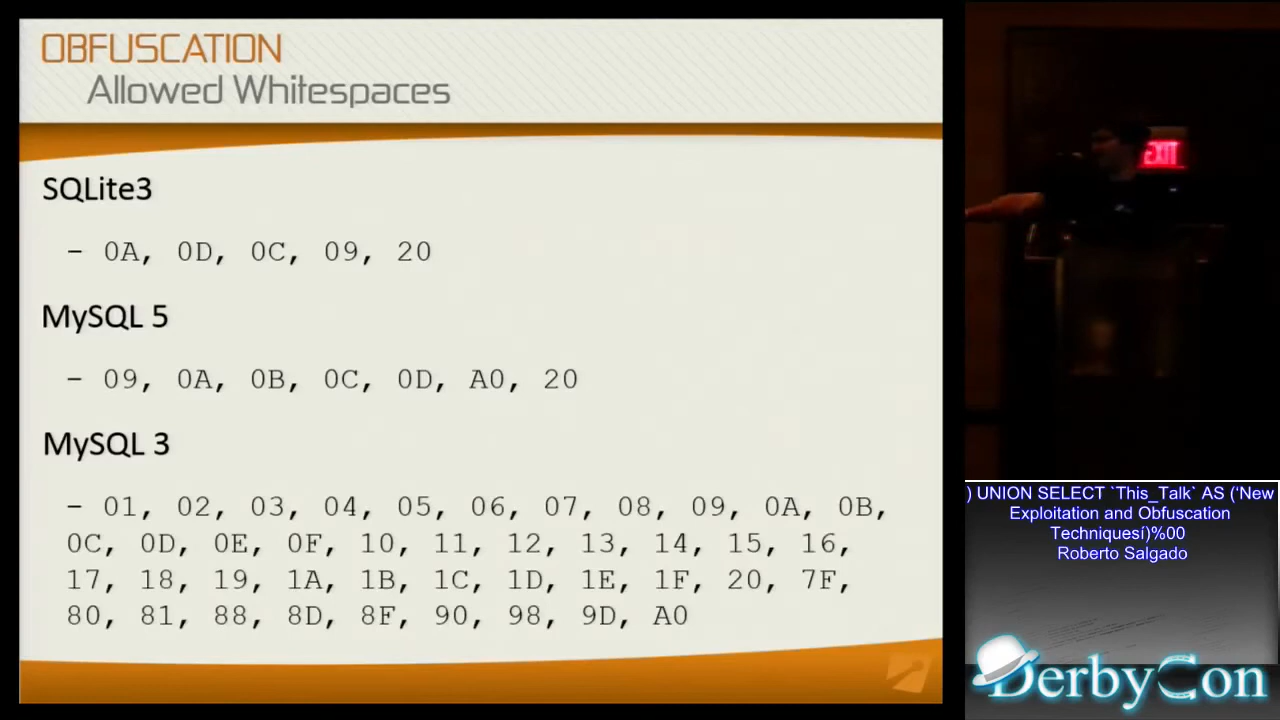 OBFUSCATION
Allowed Whitespaces
SQLite3
– 0A, 0D, 0C, 09, 20
MySQL 5
– 09, 0A, 0B, 0C, 0D, A0, 20
MySQL 3
– 01, 02, 03, 04, 05, 06, 07, 08, 09, 0A, 0B,
0C, 0D, 0E, 0F, 10, 11, 12, 13, 14, 15, 16,
17, 18, 19, 1A, 1B, 1C, 1D, 1E, 1F, 20, 7F,
80, 81, 88, 8D, 8F, 90, 98, 9D, A0
EXIT
) UNION SELECT `This_Talk` AS (‘New
Exploitation and Obfuscation
Techniquesí)%00
Roberto Salgado
DerbyCon